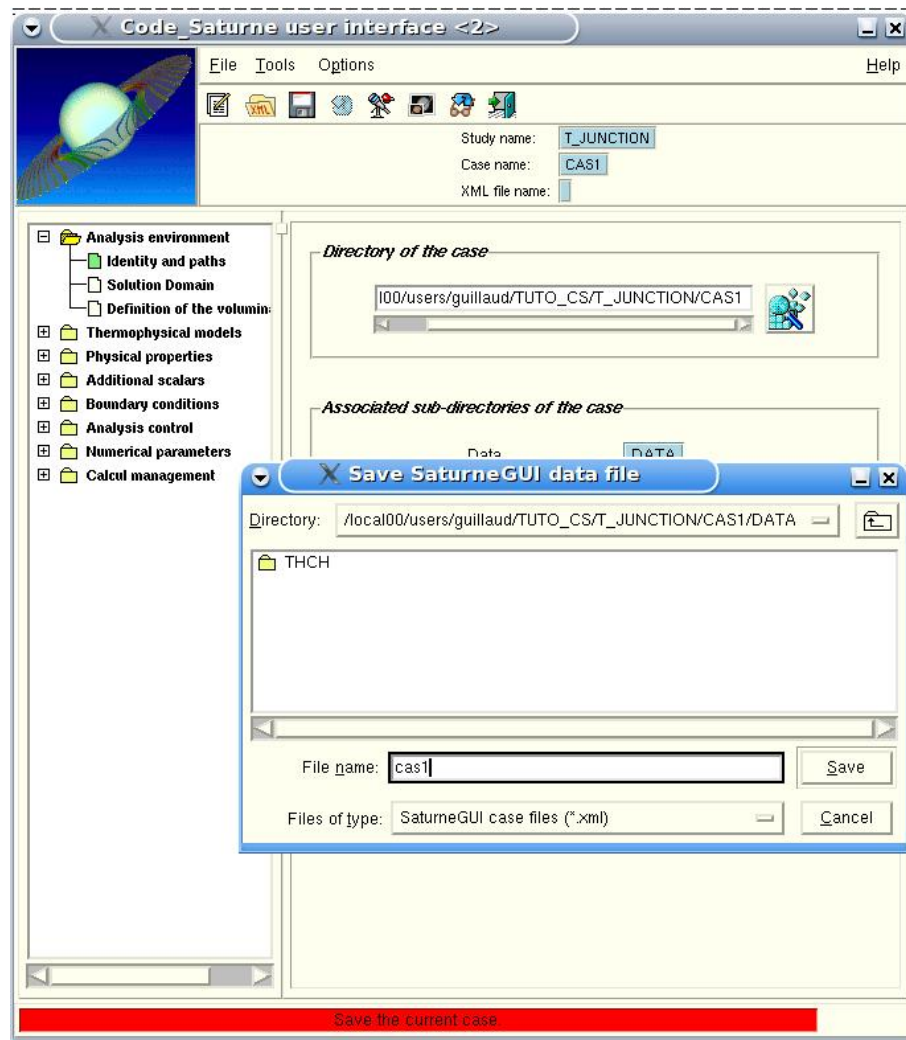 Code_Saturne user interface <2>
File Tools Options Help
Study name: T_JUNCTION
Case name: CAS1
XML file name:
Analysis environment
Identity and paths
Solution Domain
Definition of the volumin
Thermophysical models
Physical properties
Additional scalars
Boundary conditions
Analysis control
Numerical parameters
Calcul management
Directory of the case
l00/users/guillaud/TUTO_CS/T_JUNCTION/CAS1
Associated sub-directories of the case
Data DATA
Save SaturneGUI data file
Directory: /local00/users/guillaud/TUTO_CS/T_JUNCTION/CAS1/DATA
THCH
File name: cas1
Save
Files of type: SaturneGUI case files (*.xml)
Cancel
Save the current case.